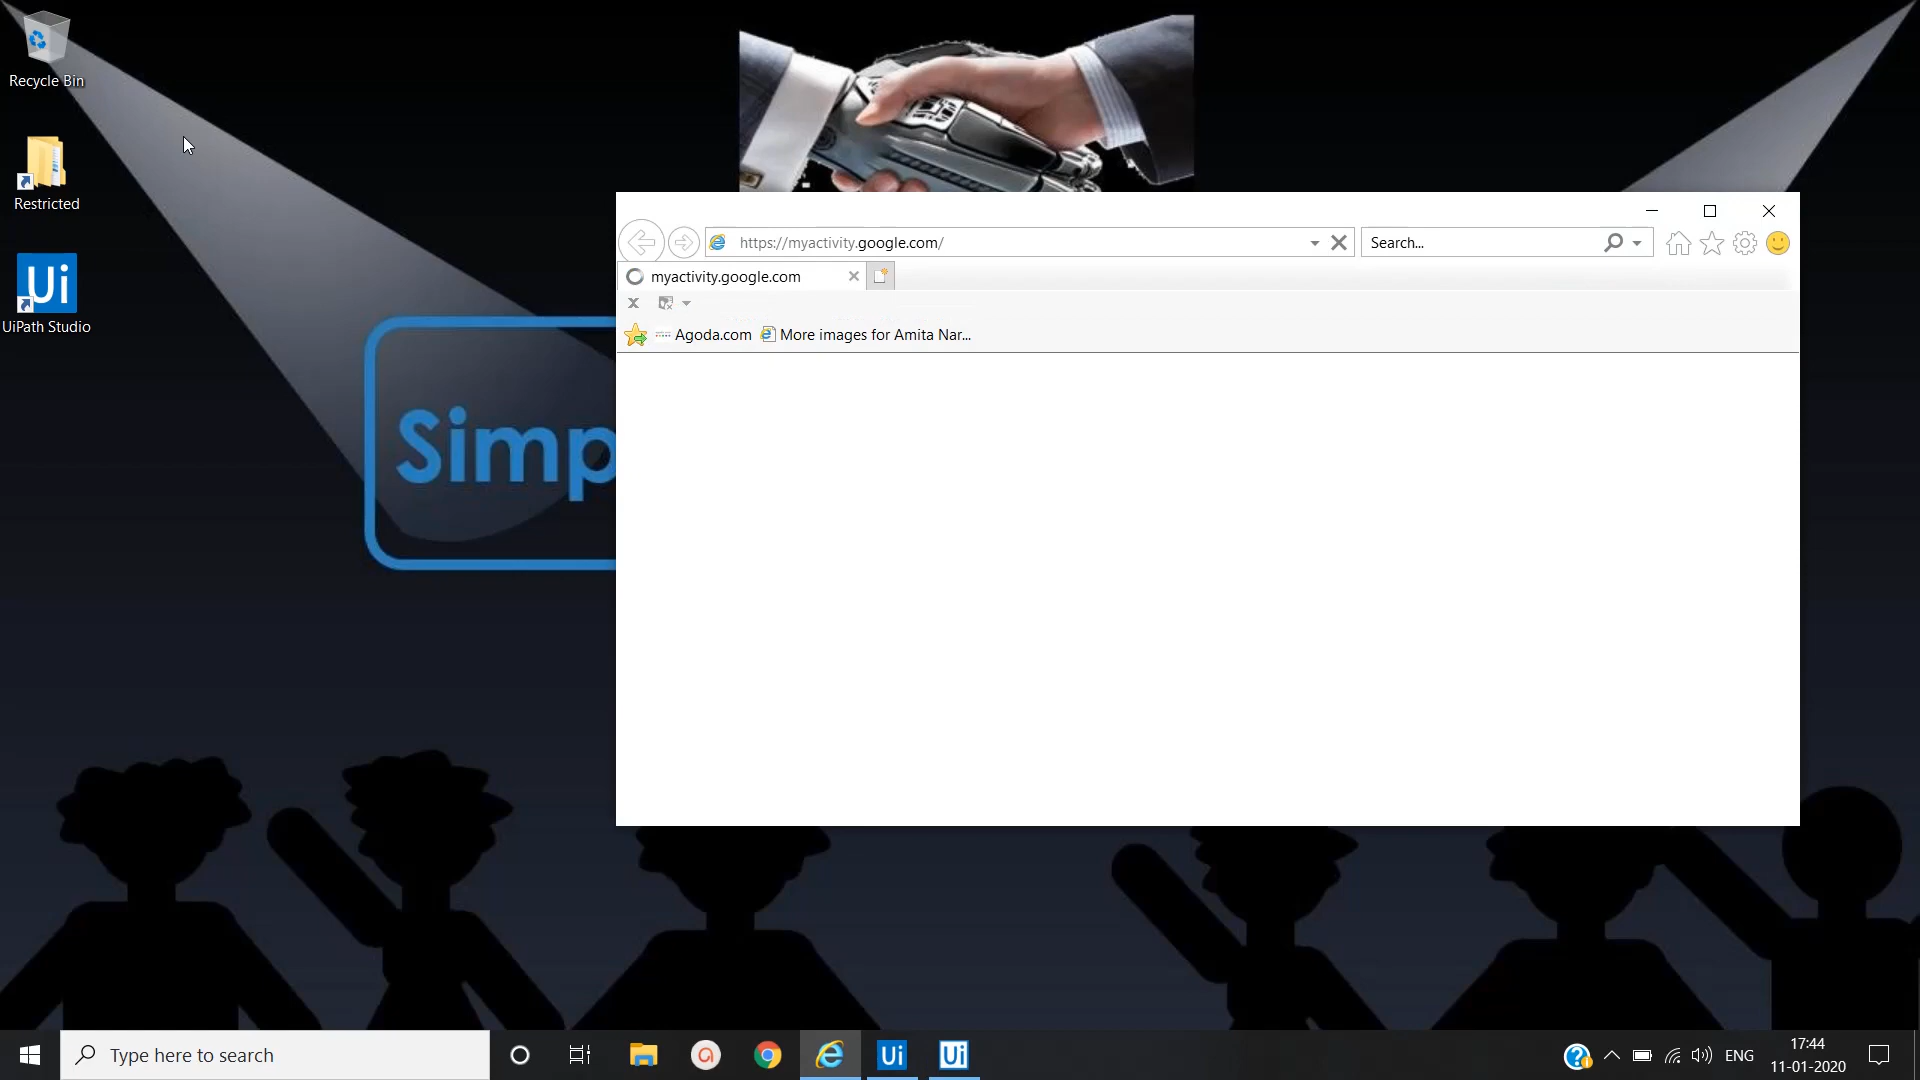 Recycle Bin
Restricted
Ui
UiPath Studio
Simp
https://myactivity.google.com/
Search...
myactivity.google.com
x
Agoda.com
More images for Amita Nar...
Type here to search
Ui
Ui
ENG
17:44
11-01-2020